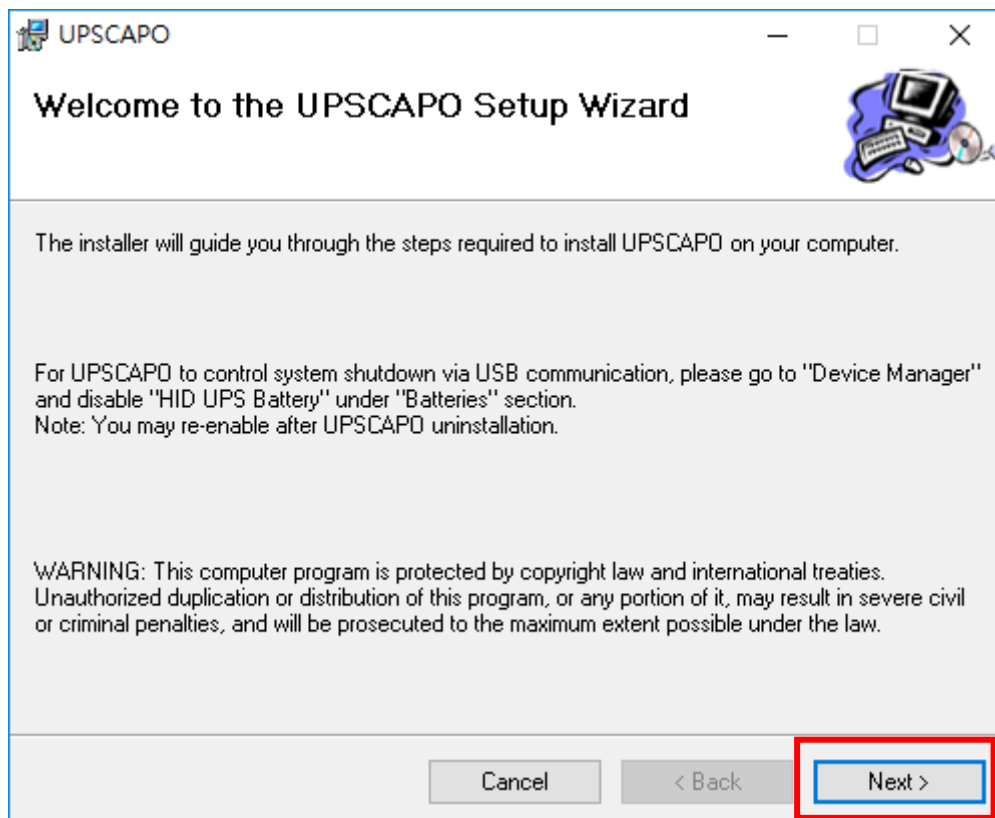 UPSCAPO
Welcome to the UPSCAPO Setup Wizard
The installer will guide you through the steps required to install UPSCAPO on your computer.
For UPSCAPO to control system shutdown via USB communication, please go to "Device Manager"
and disable "HID UPS Battery" under "Batteries" section.
Note: You may re-enable after UPSCAPO uninstallation.
WARNING: This computer program is protected by copyright law and international treaties.
Unauthorized duplication or distribution of this program, or any portion of it, may result in severe civil
or criminal penalties, and will be prosecuted to the maximum extent possible under the law.
Cancel < Back Next >